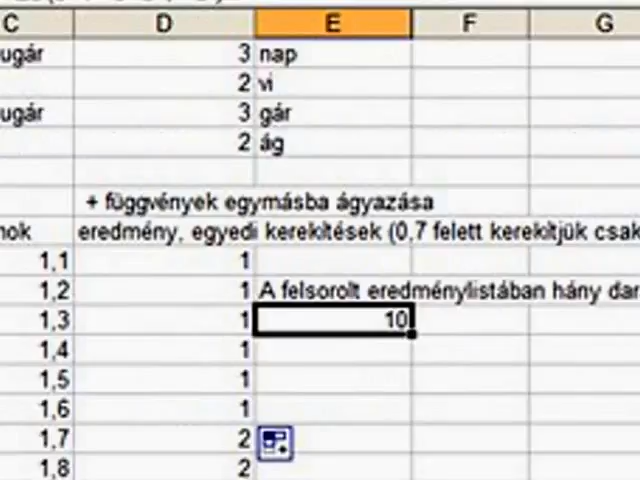 C D E F G
ugár 3 nap
2 vi
ugár 3 gár
2 ág
+ függvények egymásba ágyazása
nok eredmény, egyedi kerekítések (0,7 felett kerekítjük csak
1,1 1
1,2 1 A felsorolt eredménylistában hány dar
1,3 1 10
1,4 1
1,5 1
1,6 1
1,7 2
1,8 2